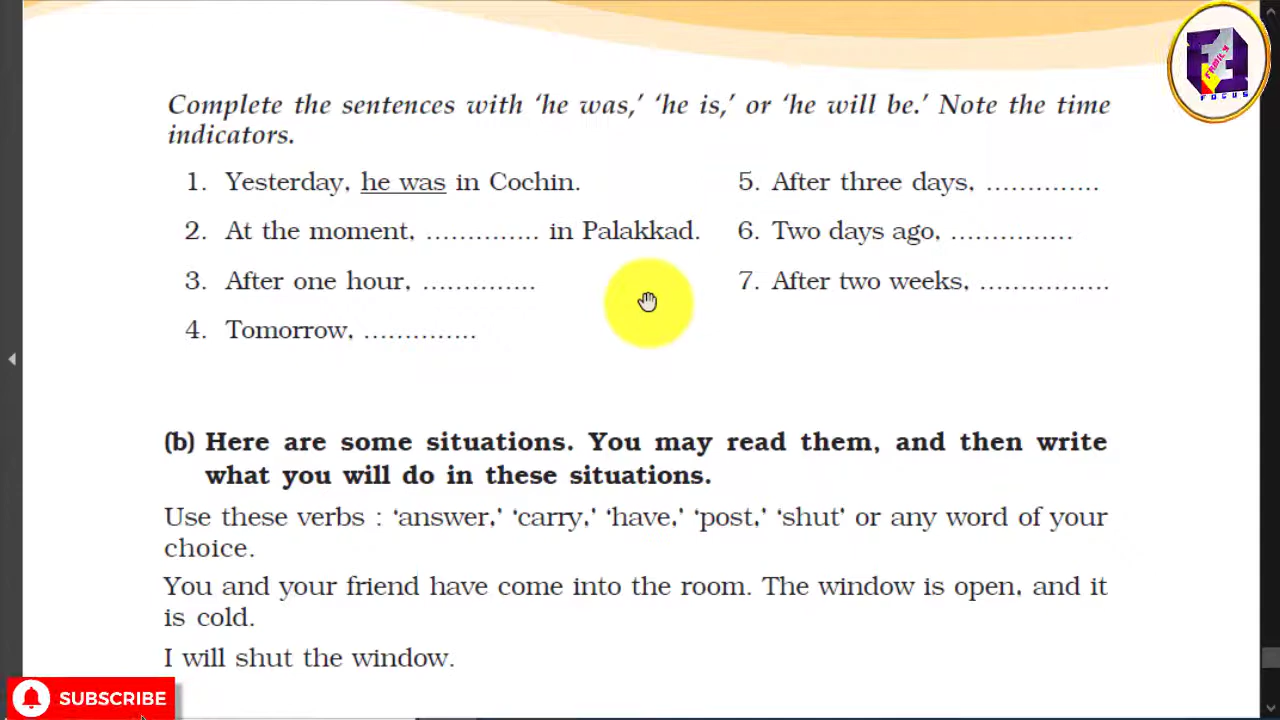 Complete the sentences with ‘he was,’ ‘he is,’ or ‘he will be.’ Note the time
indicators.
1. Yesterday, he was in Cochin.
2. At the moment, .............. in Palakkad.
3. After one hour, ..............
4. Tomorrow, ..............
5. After three days, ..............
6. Two days ago, ...............
7. After two weeks, ................
(b) Here are some situations. You may read them, and then write
what you will do in these situations.
Use these verbs : ‘answer,’ ‘carry,’ ‘have,’ ‘post,’ ‘shut’ or any word of your
choice.
You and your friend have come into the room. The window is open, and it
is cold.
I will shut the window.
SUBSCRIBE
FAMILY
FOCUS